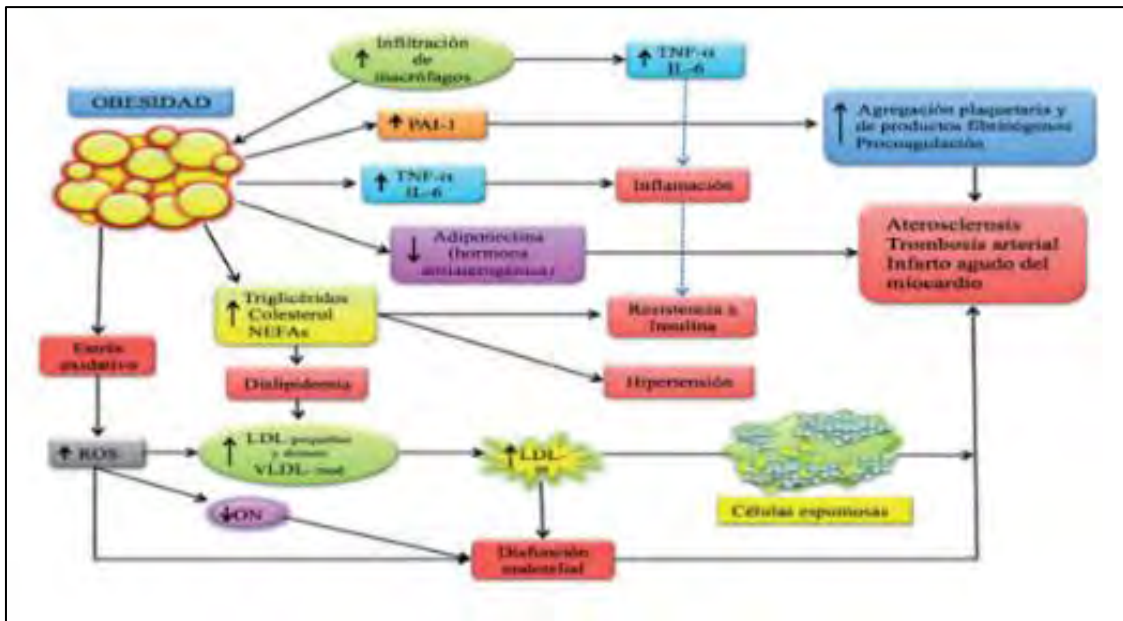 Infiltración
de
macrófagos
TNF-α
IL-6
OBESIDAD
PAI-1
Agregación plaquetaria y
de productos fibrinógenos
Procoagulación
TNF-α
IL-6
Inflamación
Adiponectina
(hormona
antiaterogénica)
Aterosclerosis
Trombosis arterial
Infarto agudo del
miocardio
Triglicéridos
Colesterol
NEFAs
Resistencia a
Insulina
Estrés
oxidativo
Dislipidemia
Hipertensión
ROS
LDL pequeñas
y densas
VLDL-
LDL-
ON
Células espumosas
Disfunción
endotelial